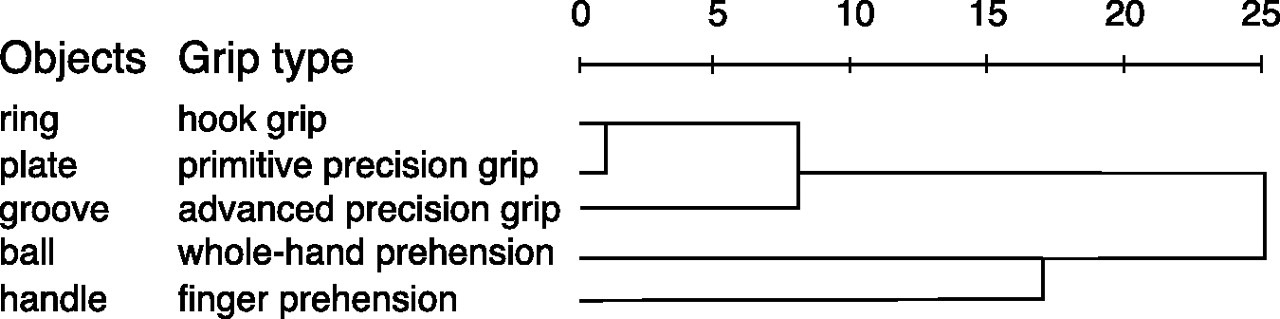 0 5 10 15 20 25
Objects Grip type
ring hook grip
plate primitive precision grip
groove advanced precision grip
ball whole-hand prehension
handle finger prehension